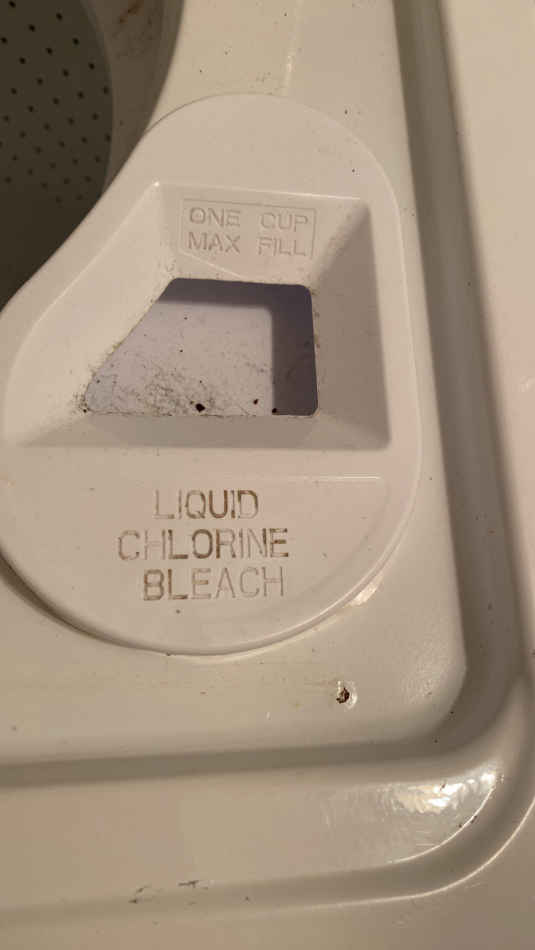 ONE CUP
MAX FILL
LIQUID
CHLORINE
BLEACH